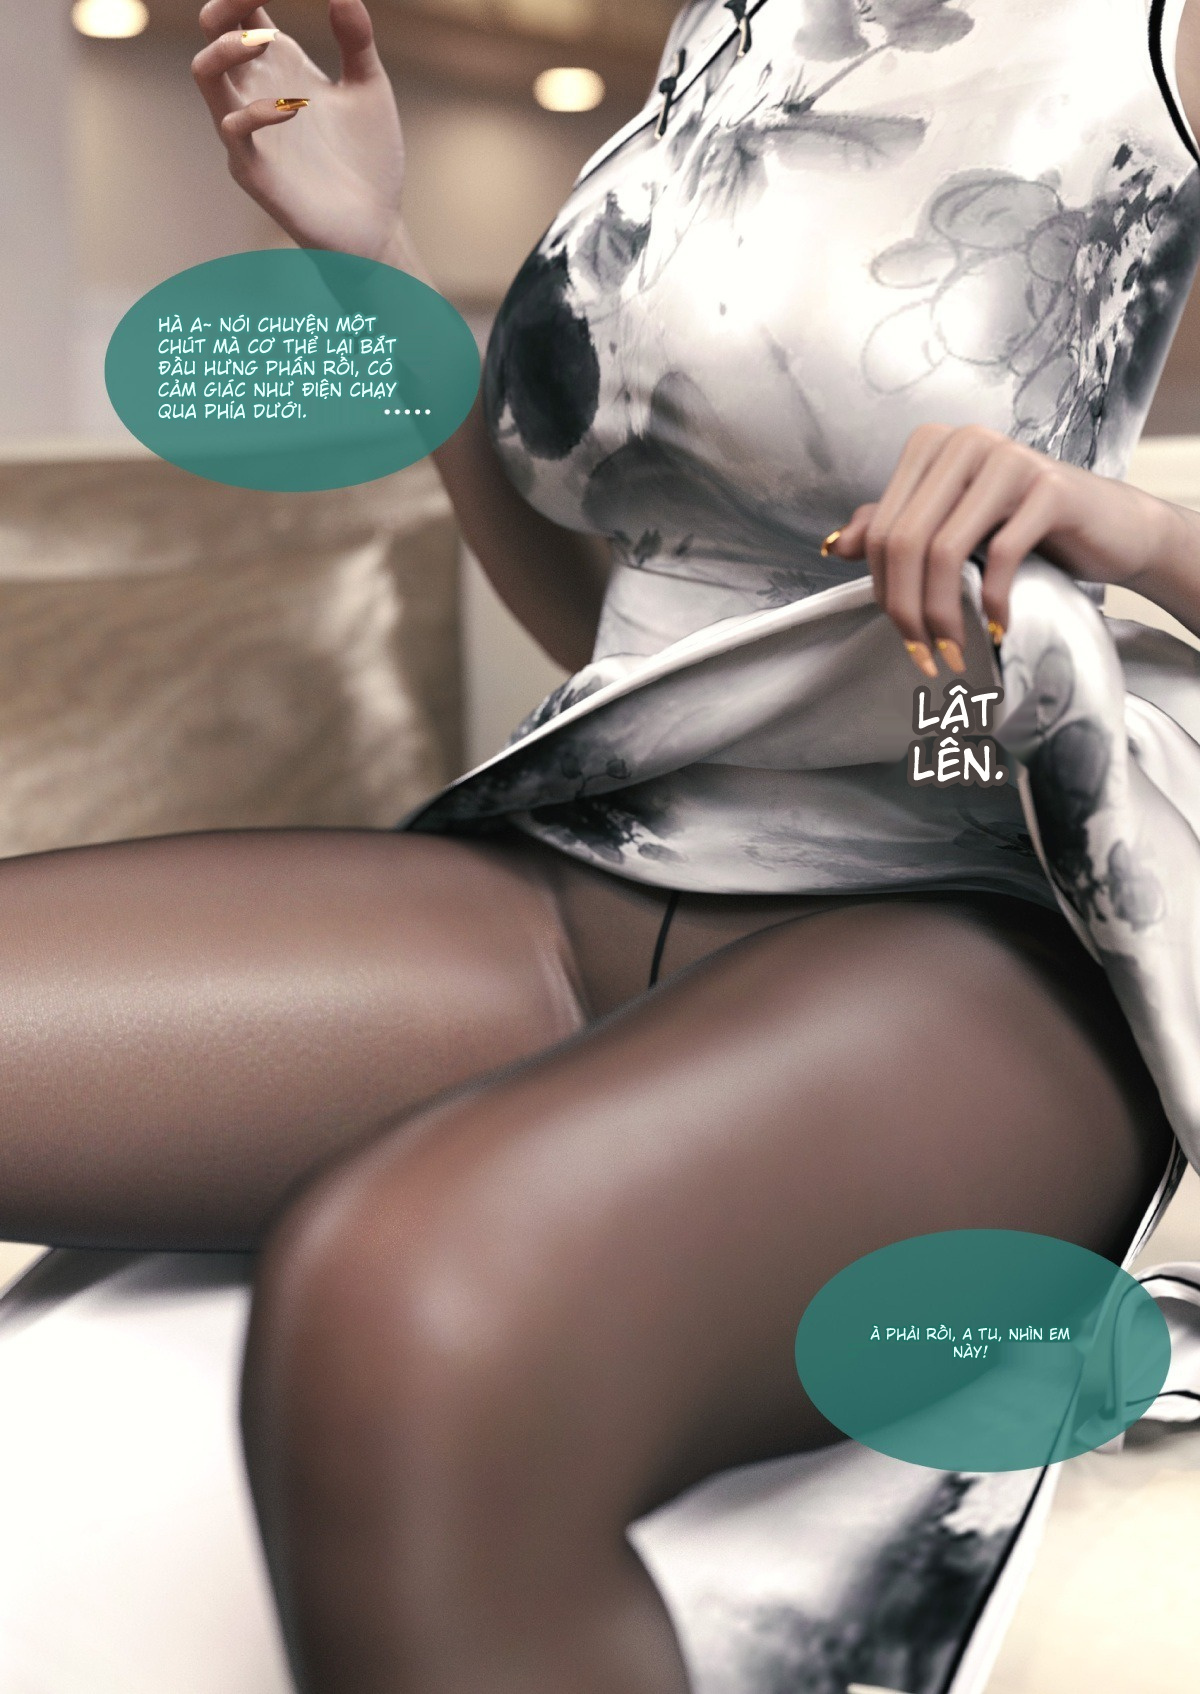 HÀ A~ NÓI CHUYỆN MỘT
CHÚT MÀ CƠ THỂ LẠI BẮT
ĐẦU HƯNG PHẤN RỒI, CÓ
CẢM GIÁC NHƯ ĐIỆN CHẠY
QUA PHÍA DƯỚI. .....
LẬT
LÊN.
À PHẢI RỒI, A TU, NHÌN EM
NÀY!